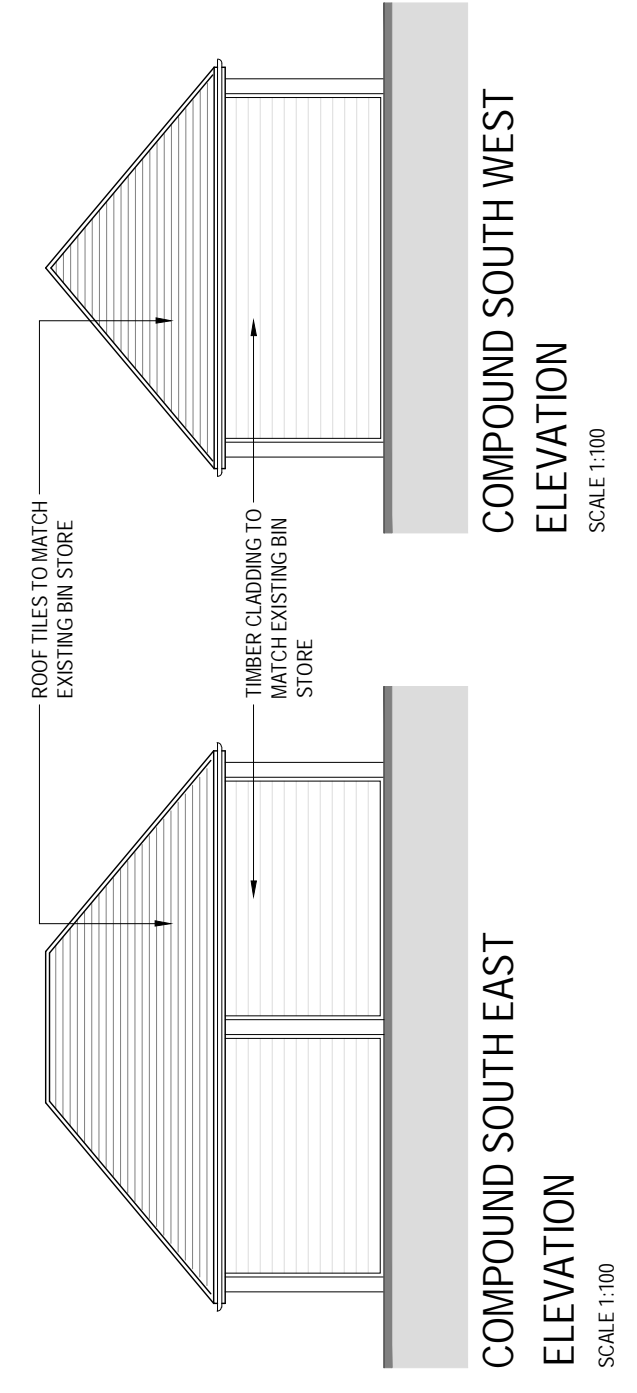 ROOF TILES TO MATCH
EXISTING BIN STORE
TIMBER CLADDING TO
MATCH EXISTING BIN
STORE
COMPOUND SOUTH EAST
ELEVATION
SCALE 1:100
COMPOUND SOUTH WEST
ELEVATION
SCALE 1:100